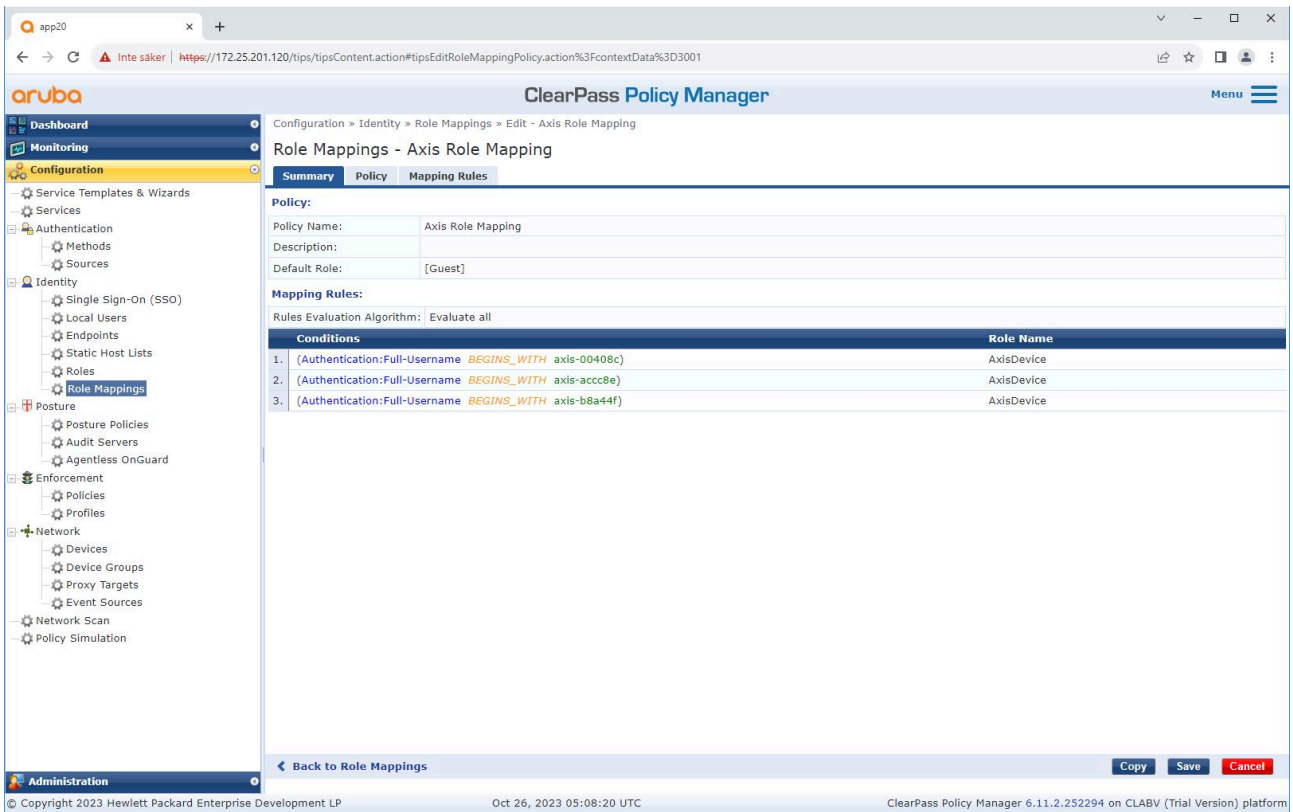 app20
Inte säker | https://172.25.201.120/tips/tipsContent.action#tipsEditRoleMappingPolicy.action%3FcontextData%3D3001
aruba
ClearPass Policy Manager
Menu
Dashboard
Monitoring
Configuration
Service Templates & Wizards
Services
Authentication
Methods
Sources
Identity
Single Sign-On (SSO)
Local Users
Endpoints
Static Host Lists
Roles
Role Mappings
Posture
Posture Policies
Audit Servers
Agentless OnGuard
Enforcement
Policies
Profiles
Network
Devices
Device Groups
Proxy Targets
Event Sources
Network Scan
Policy Simulation
Administration
Configuration » Identity » Role Mappings » Edit - Axis Role Mapping
Role Mappings - Axis Role Mapping
Summary Policy Mapping Rules
Policy:
Policy Name: Axis Role Mapping
Description:
Default Role: [Guest]
Mapping Rules:
Rules Evaluation Algorithm: Evaluate all
Conditions Role Name
1. (Authentication:Full-Username BEGINS_WITH axis-00408c) AxisDevice
2. (Authentication:Full-Username BEGINS_WITH axis-accc8e) AxisDevice
3. (Authentication:Full-Username BEGINS_WITH axis-b8a44f) AxisDevice
Back to Role Mappings Copy Save Cancel
© Copyright 2023 Hewlett Packard Enterprise Development LP Oct 26, 2023 05:08:20 UTC ClearPass Policy Manager 6.11.2.252294 on CLABV (Trial Version) platform